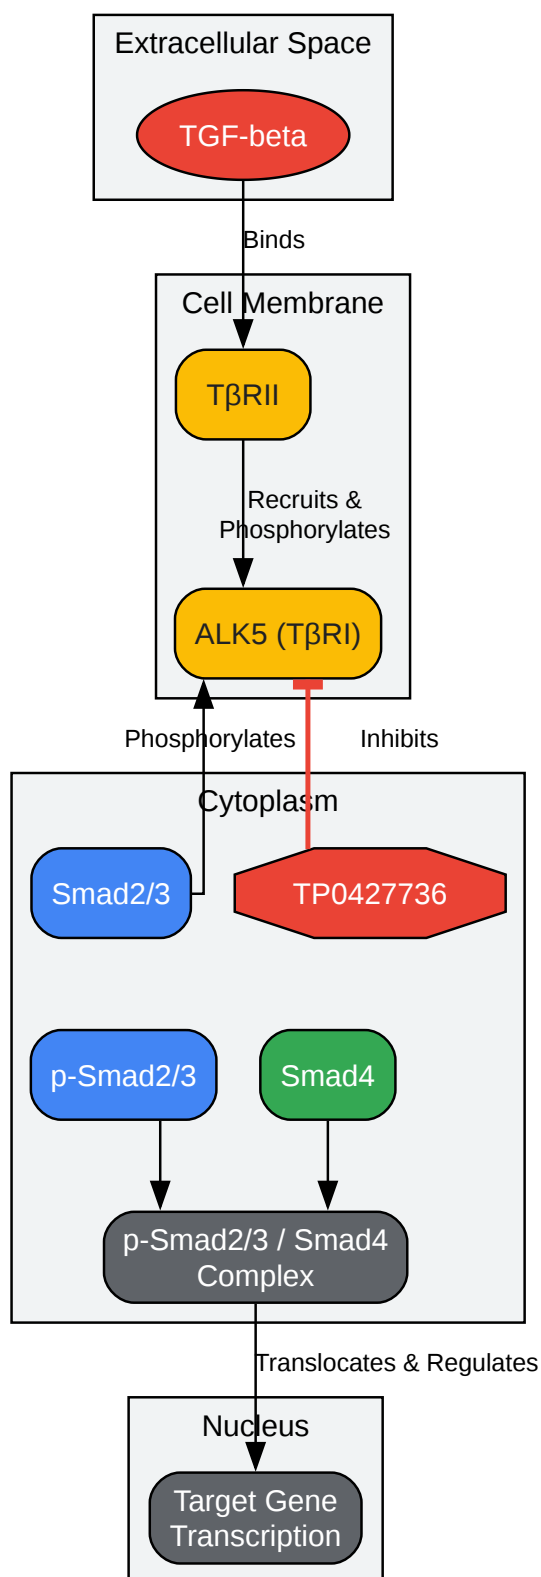 Extracellular Space
TGF-beta
Binds
Cell Membrane
TβRII
Recruits &
Phosphorylates
ALK5 (TβRI)
Phosphorylates
Inhibits
Cytoplasm
Smad2/3
TP0427736
p-Smad2/3
Smad4
p-Smad2/3 / Smad4
Complex
Translocates & Regulates
Nucleus
Target Gene
Transcription